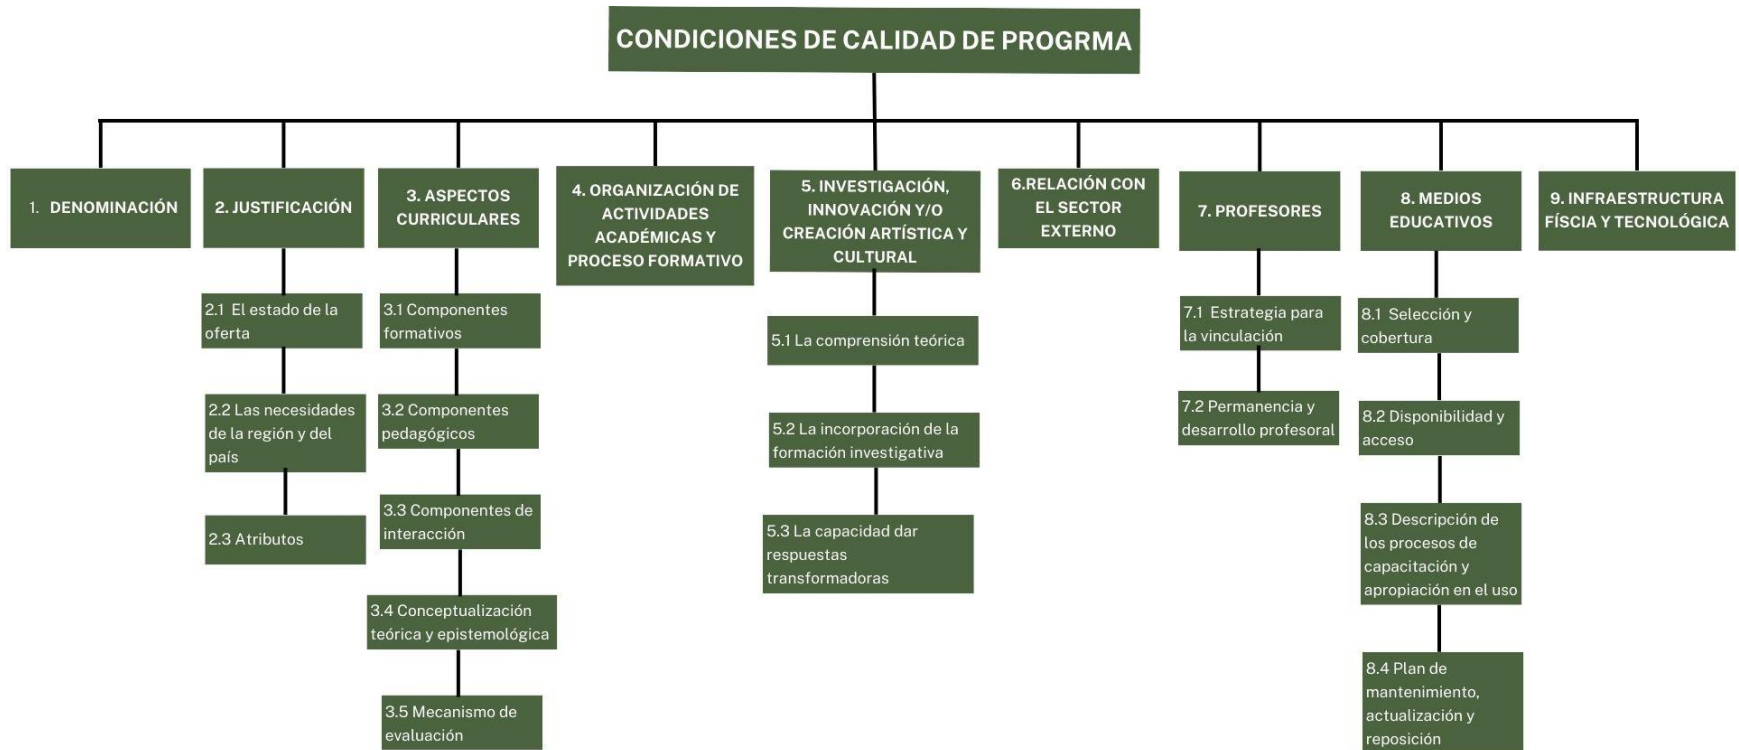 CONDICIONES DE CALIDAD DE PROGRMA
1. DENOMINACIÓN
2. JUSTIFICACIÓN
2.1 El estado de la
oferta
2.2 Las necesidades
de la región y del
país
2.3 Atributos
3. ASPECTOS
CURRICULARES
3.1 Componentes
formativos
3.2 Componentes
pedagógicos
3.3 Componentes de
interacción
3.4 Conceptualización
teórica y epistemológica
3.5 Mecanismo de
evaluación
4. ORGANIZACIÓN DE
ACTIVIDADES
ACADÉMICAS Y
PROCESO FORMATIVO
5. INVESTIGACIÓN,
INNOVACIÓN Y/O
CREACIÓN ARTÍSTICA Y
CULTURAL
5.1 La comprensión teórica
5.2 La incorporación de la
formación investigativa
5.3 La capacidad dar
respuestas
transformadoras
6.RELACIÓN CON
EL SECTOR
EXTERNO
7. PROFESORES
7.1 Estrategia para
la vinculación
7.2 Permanencia y
desarrollo profesoral
8. MEDIOS
EDUCATIVOS
8.1 Selección y
cobertura
8.2 Disponibilidad y
acceso
8.3 Descripción de
los procesos de
capacitación y
apropiación en el uso
8.4 Plan de
mantenimiento,
actualización y
reposición
9. INFRAESTRUCTURA
FÍSCIA Y TECNOLÓGICA